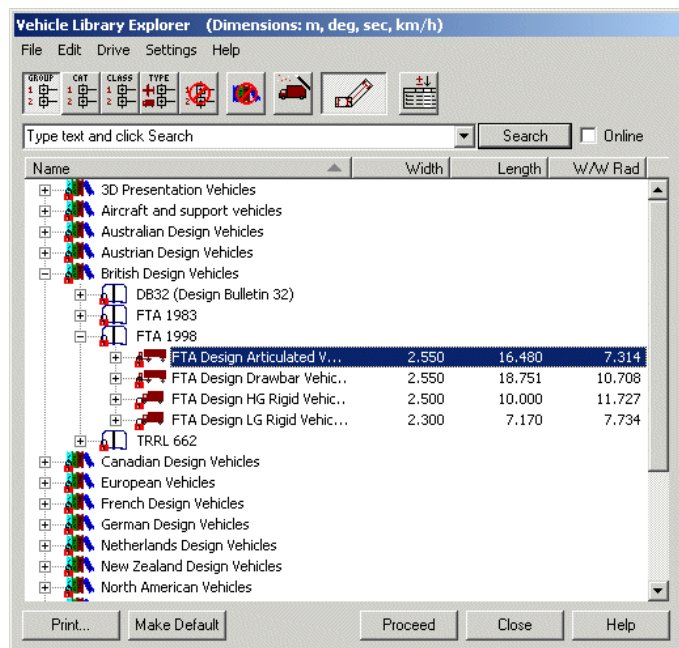 Vehicle Library Explorer (Dimensions: m, deg, sec, km/h)
File Edit Drive Settings Help
GROUP CAT CLASS TYPE
1 1 1
2 2 2
Type text and click Search Search Online
Name Width Length W/W Rad
3D Presentation Vehicles
Aircraft and support vehicles
Australian Design Vehicles
Austrian Design Vehicles
British Design Vehicles
DB32 (Design Bulletin 32)
FTA 1983
FTA 1998
FTA Design Articulated V... 2.550 16.480 7.314
FTA Design Drawbar Vehic.. 2.550 18.751 10.708
FTA Design HG Rigid Vehic... 2.500 10.000 11.727
FTA Design LG Rigid Vehic... 2.300 7.170 7.734
TRRL 662
Canadian Design Vehicles
European Vehicles
French Design Vehicles
German Design Vehicles
Netherlands Design Vehicles
New Zealand Design Vehicles
North American Vehicles
Print... Make Default Proceed Close Help